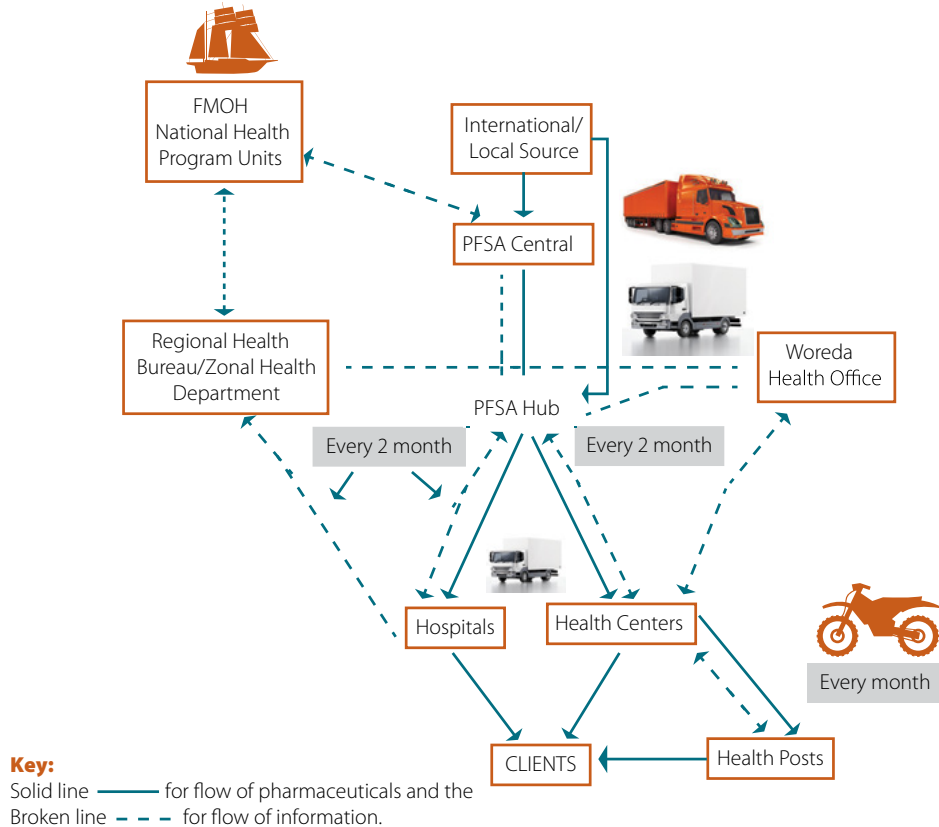 FMOH
National Health
Program Units
International/
Local Source
PFSA Central
Regional Health
Bureau/Zonal Health
Department
Woreda
Health Office
PFSA Hub
Every 2 month
Every 2 month
Hospitals
Health Centers
Every month
CLIENTS
Health Posts
Key:
Solid line for flow of pharmaceuticals and the
Broken line for flow of information.